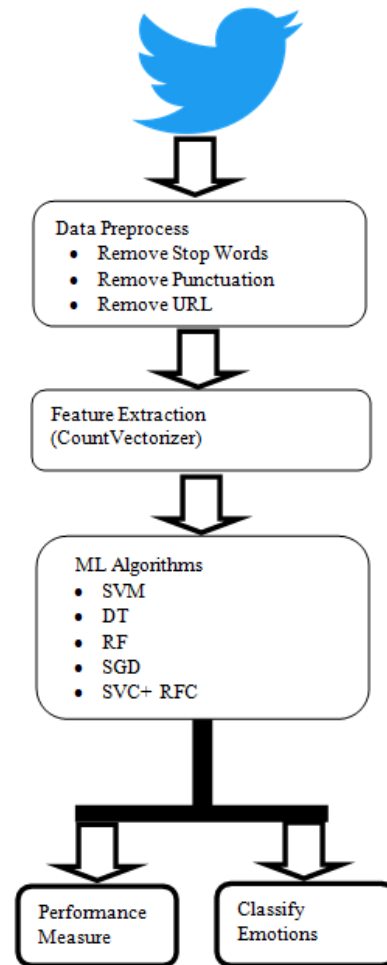 Data Preprocess
• Remove Stop Words
• Remove Punctuation
• Remove URL
Feature Extraction
(CountVectorizer)
ML Algorithms
• SVM
• DT
• RF
• SGD
• SVC+ RFC
Performance
Measure
Classify
Emotions